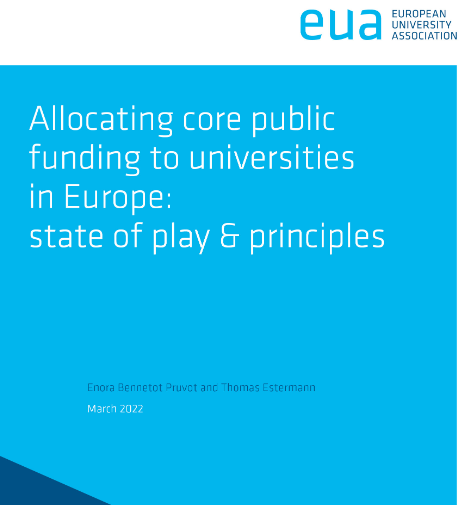 eua
EUROPEAN
UNIVERSITY
ASSOCIATION
Allocating core public
funding to universities
in Europe:
state of play & principles
Enora Bennetot Pruvot and Thomas Estermann
March 2022